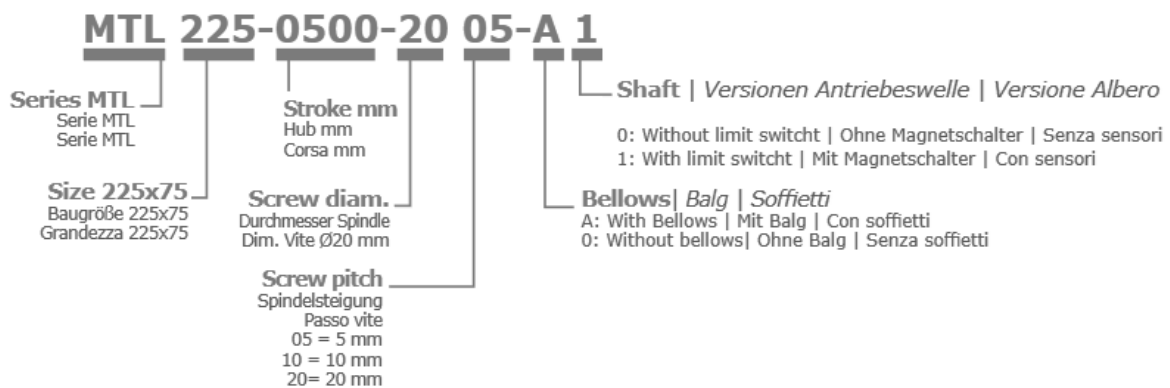 MTL 225-0500-20 05-A 1
Series MTL
Serie MTL
Serie MTL
Stroke mm
Hub mm
Corsa mm
Shaft | Versionen Antriebeswelle | Versione Albero
0: Without limit switcht | Ohne Magnetschalter | Senza sensori
1: With limit switcht | Mit Magnetschalter | Con sensori
Size 225x75
Baugröße 225x75
Grandezza 225x75
Screw diam.
Durchmesser Spindle
Dim. Vite Ø20 mm
Bellows| Balg | Soffietti
A: With Bellows | Mit Balg | Con soffietti
0: Without bellows| Ohne Balg | Senza soffietti
Screw pitch
Spindelsteigung
Passo vite
05 = 5 mm
10 = 10 mm
20= 20 mm